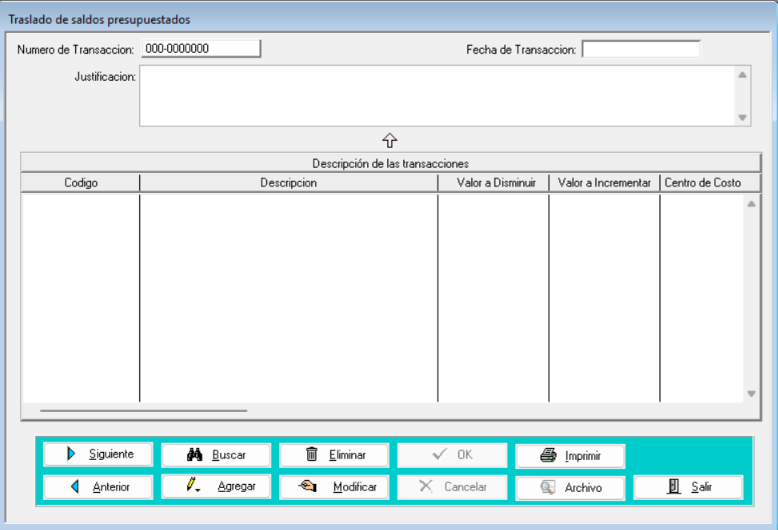 Traslado de saldos presupuestados
Numero de Transaccion: 000-0000000 Fecha de Transaccion:
Justificacion:
Descripción de las transacciones
Codigo Descripcion Valor a Disminuir Valor a Incrementar Centro de Costo
Siguiente Buscar Eliminar OK Imprimir
Anterior Agregar Modificar Cancelar Archivo Salir